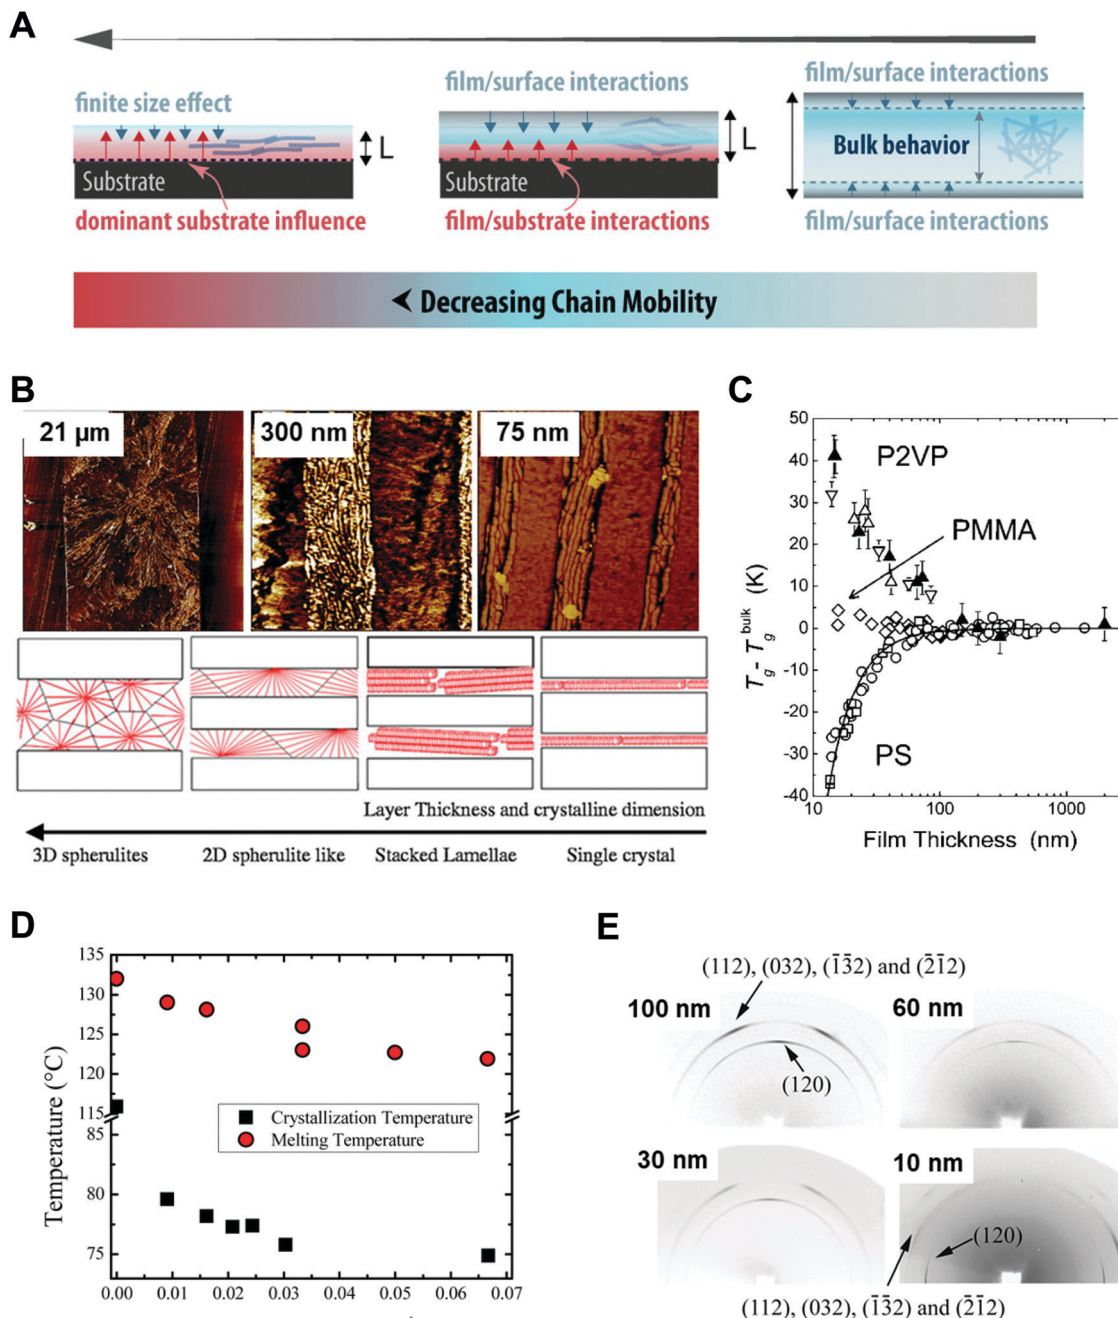 A
finite size effect
film/surface interactions
film/surface interactions
L
L
Bulk behavior
Substrate
Substrate
dominant substrate influence
film/substrate interactions
film/surface interactions
< Decreasing Chain Mobility
B
21 µm
300 nm
75 nm
Layer Thickness and crystalline dimension
3D spherulites
2D spherulite like
Stacked Lamellae
Single crystal
C
50
40
30
20
10
0
-10
-20
-30
-40
Tg - Tg bulk (K)
P2VP
PMMA
PS
10
100
1000
Film Thickness (nm)
D
135
130
125
120
115
85
80
75
Temperature (°C)
Crystallization Temperature
Melting Temperature
0.00 0.01 0.02 0.03 0.04 0.05 0.06 0.07
E
(112), (032), (1̄3̄2) and (2̄1̄2)
100 nm
60 nm
(120)
30 nm
10 nm
(120)
(112), (032), (1̄3̄2) and (2̄1̄2)